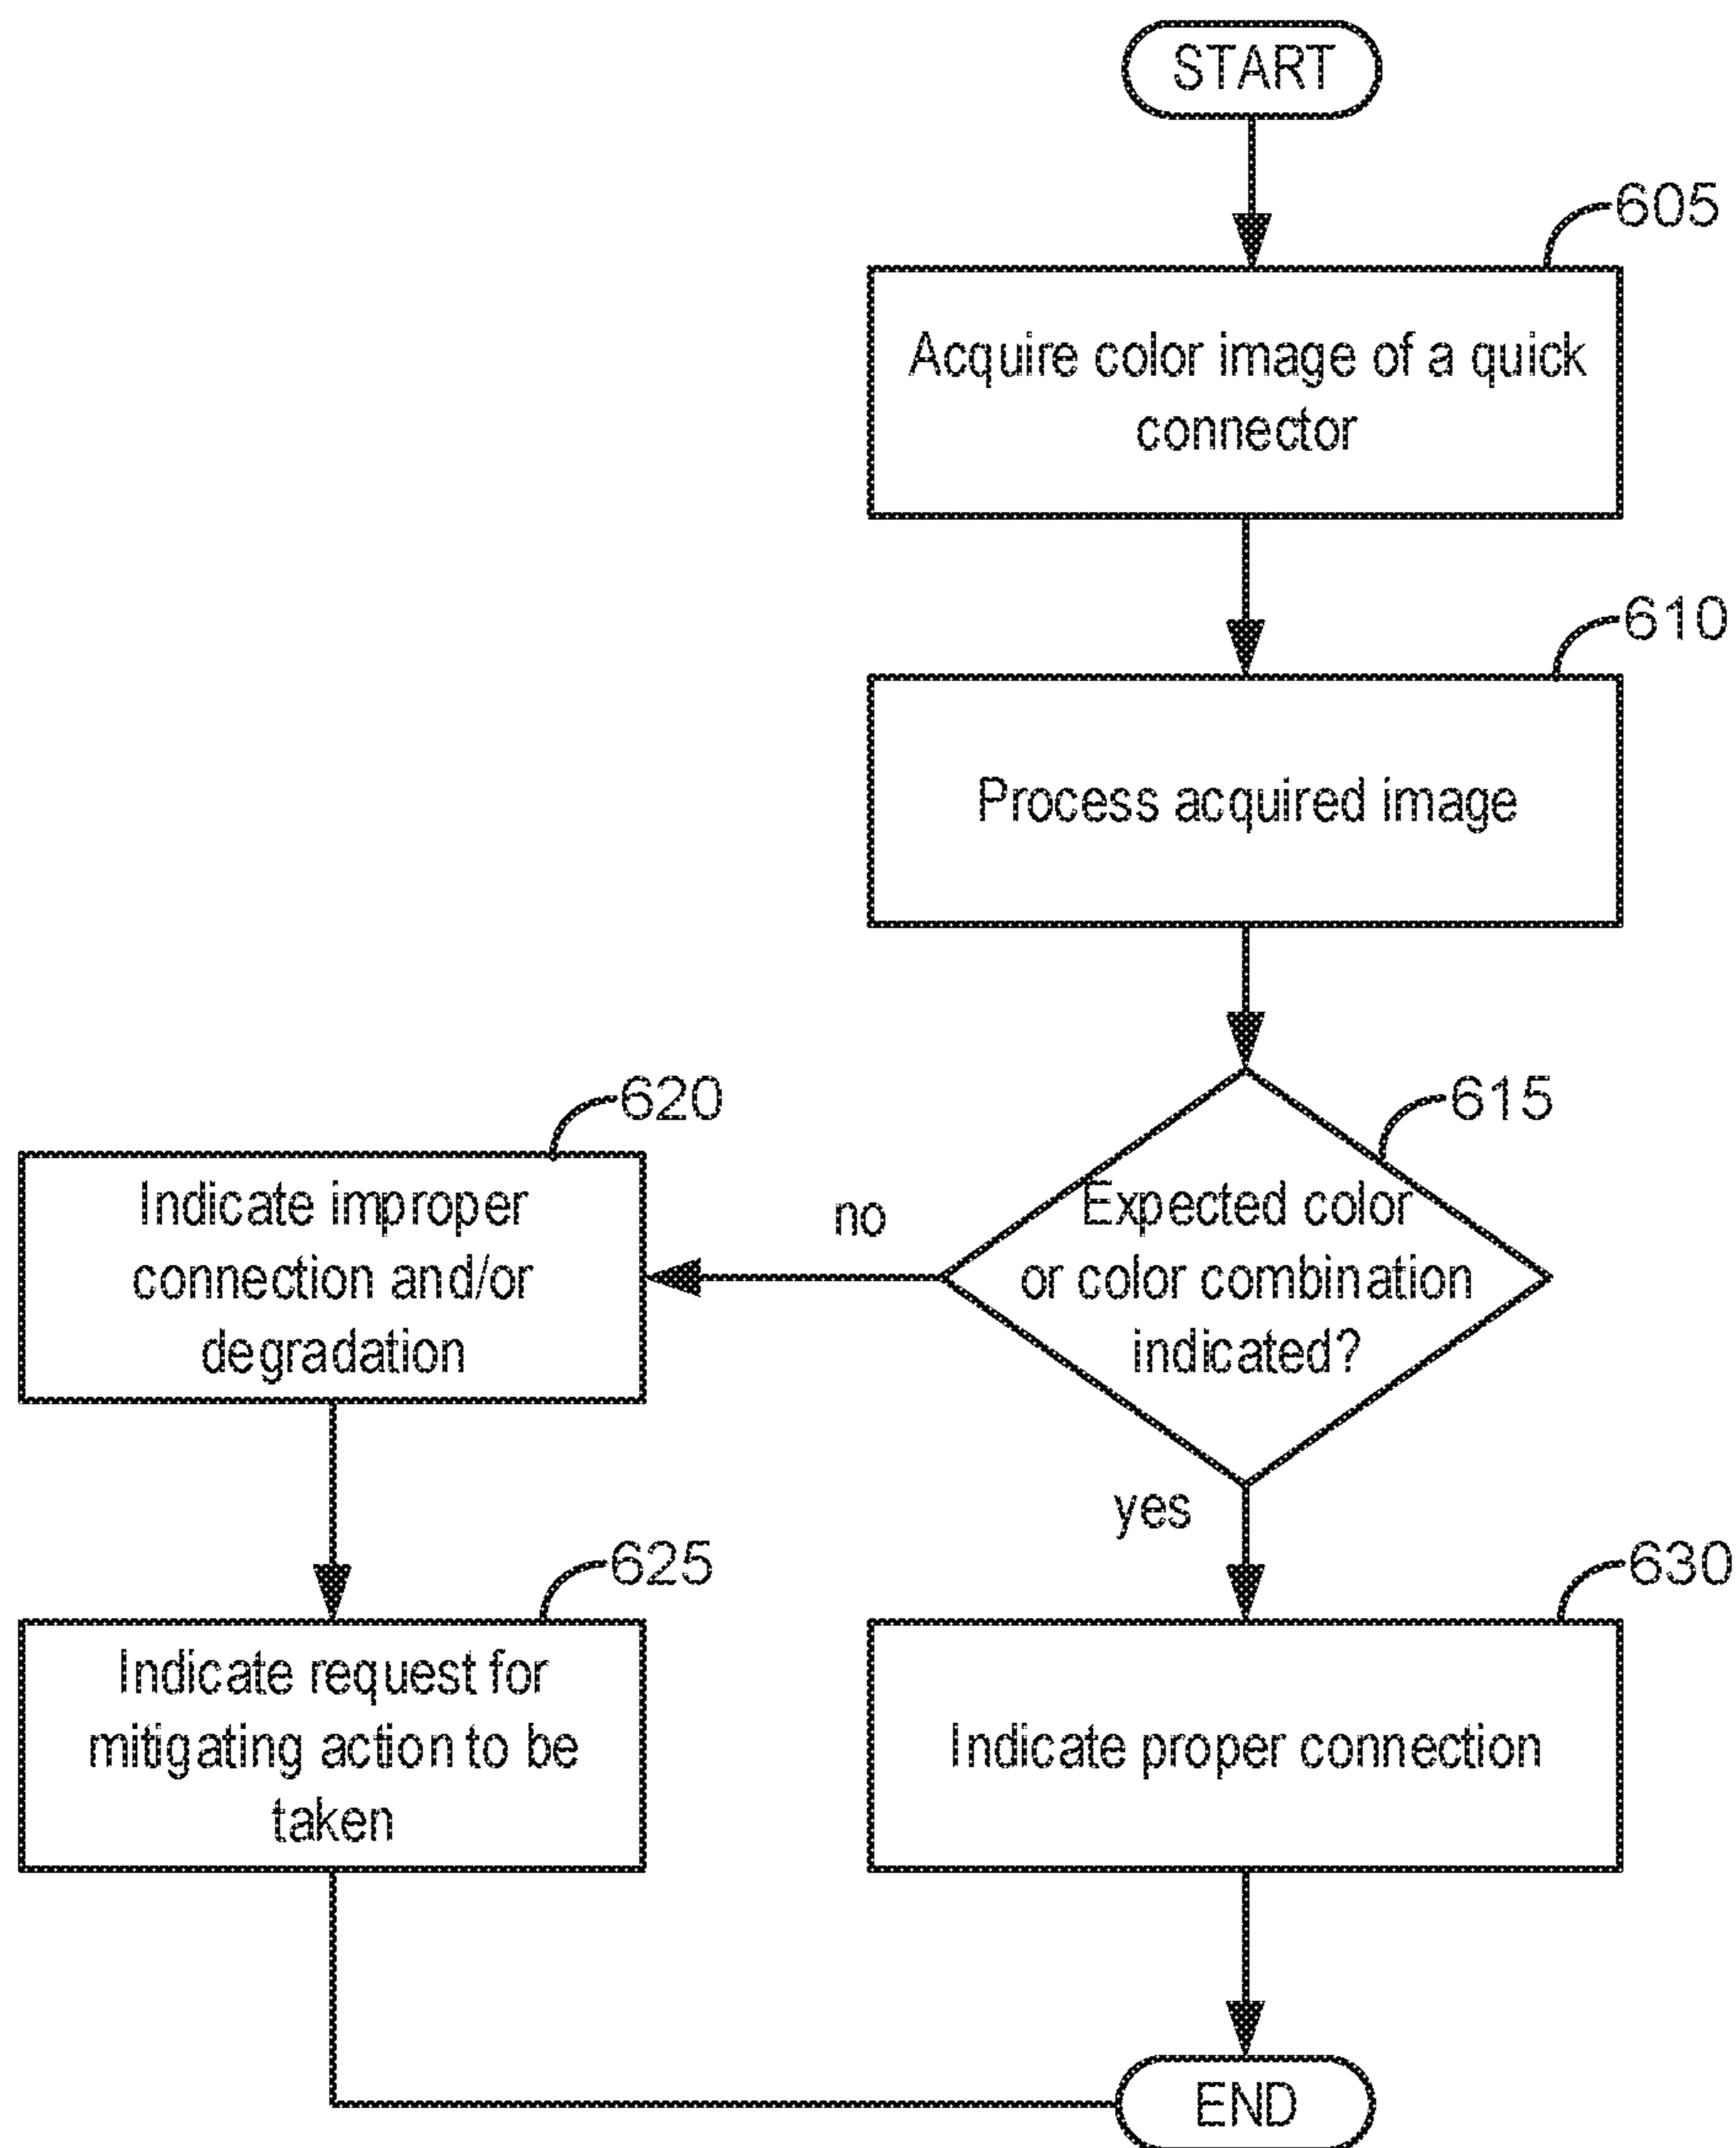 START
605
Acquire color image of a quick
connector
610
Process acquired image
615
Expected color
or color combination
indicated?
no
620
Indicate improper
connection and/or
degradation
625
Indicate request for
mitigating action to be
taken
yes
630
Indicate proper connection
END